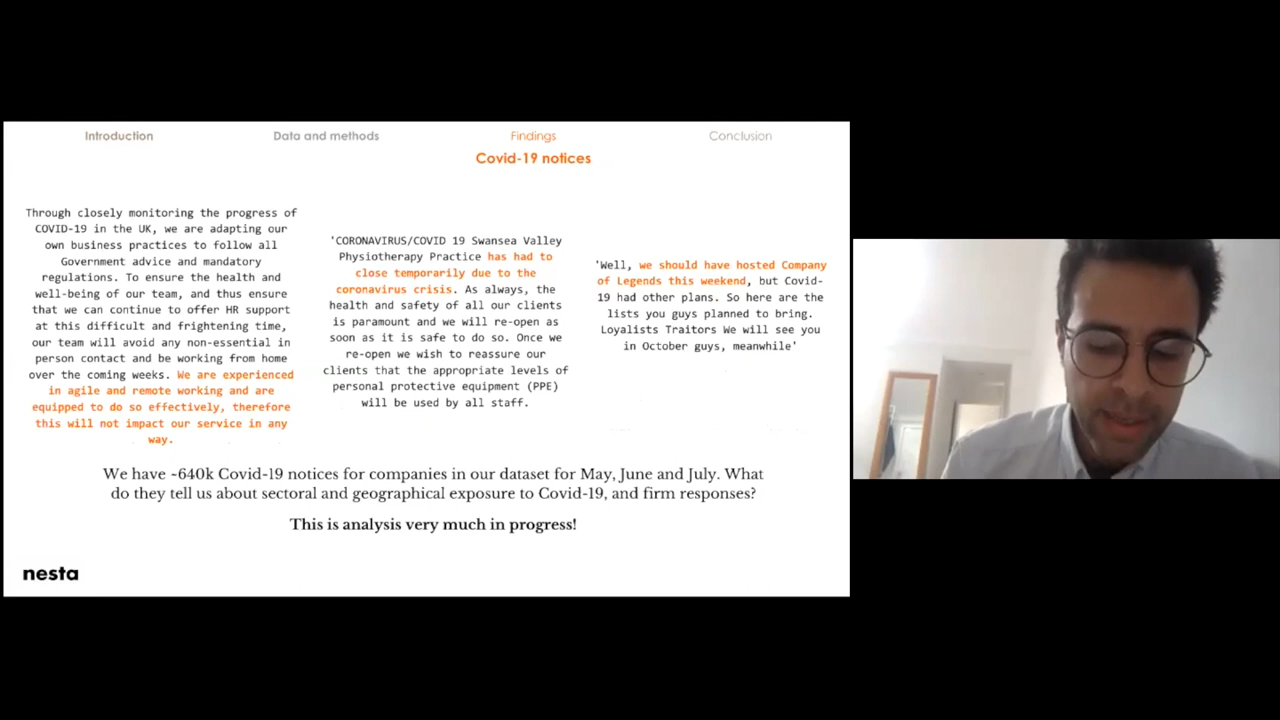 Introduction
Data and methods
Findings
Conclusion
Covid-19 notices
Through closely monitoring the progress of
COVID-19 in the UK, we are adapting our
own business practices to follow all
Government advice and mandatory
regulations. To ensure the health and
well-being of our team, and thus ensure
that we can continue to offer HR support
at this difficult and frightening time,
our team will avoid any non-essential in
person contact and be working from home
over the coming weeks. We are experienced
in agile and remote working and are
equipped to do so effectively, therefore
this will not impact our service in any
way.
'CORONAVIRUS/COVID 19 Swansea Valley
Physiotherapy Practice has had to
close temporarily due to the
coronavirus crisis. As always, the
health and safety of all our clients
is paramount and we will re-open as
soon as it is safe to do so. Once we
re-open we wish to reassure our
clients that the appropriate levels of
personal protective equipment (PPE)
will be used by all staff.
'Well, we should have hosted Company
of Legends this weekend, but Covid-
19 had other plans. So here are the
lists you guys planned to bring.
Loyalists Traitors We will see you
in October guys, meanwhile'
We have ~640k Covid-19 notices for companies in our dataset for May, June and July. What
do they tell us about sectoral and geographical exposure to Covid-19, and firm responses?
This is analysis very much in progress!
nesta